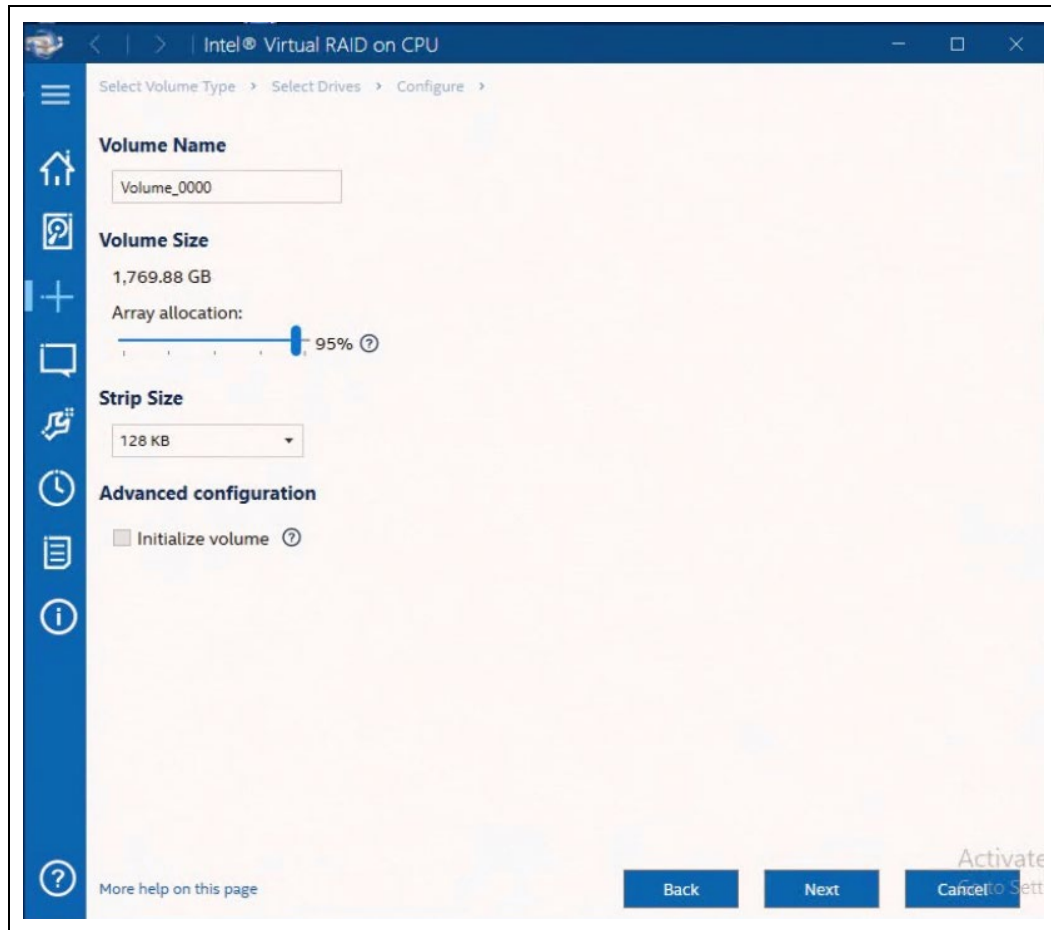 Intel® Virtual RAID on CPU
Select Volume Type > Select Drives > Configure >
Volume Name
Volume_0000
Volume Size
1,769.88 GB
Array allocation:
95% ?
Strip Size
128 KB
Advanced configuration
Initialize volume ?
Activate
More help on this page
Back Next Cancel
to Sett